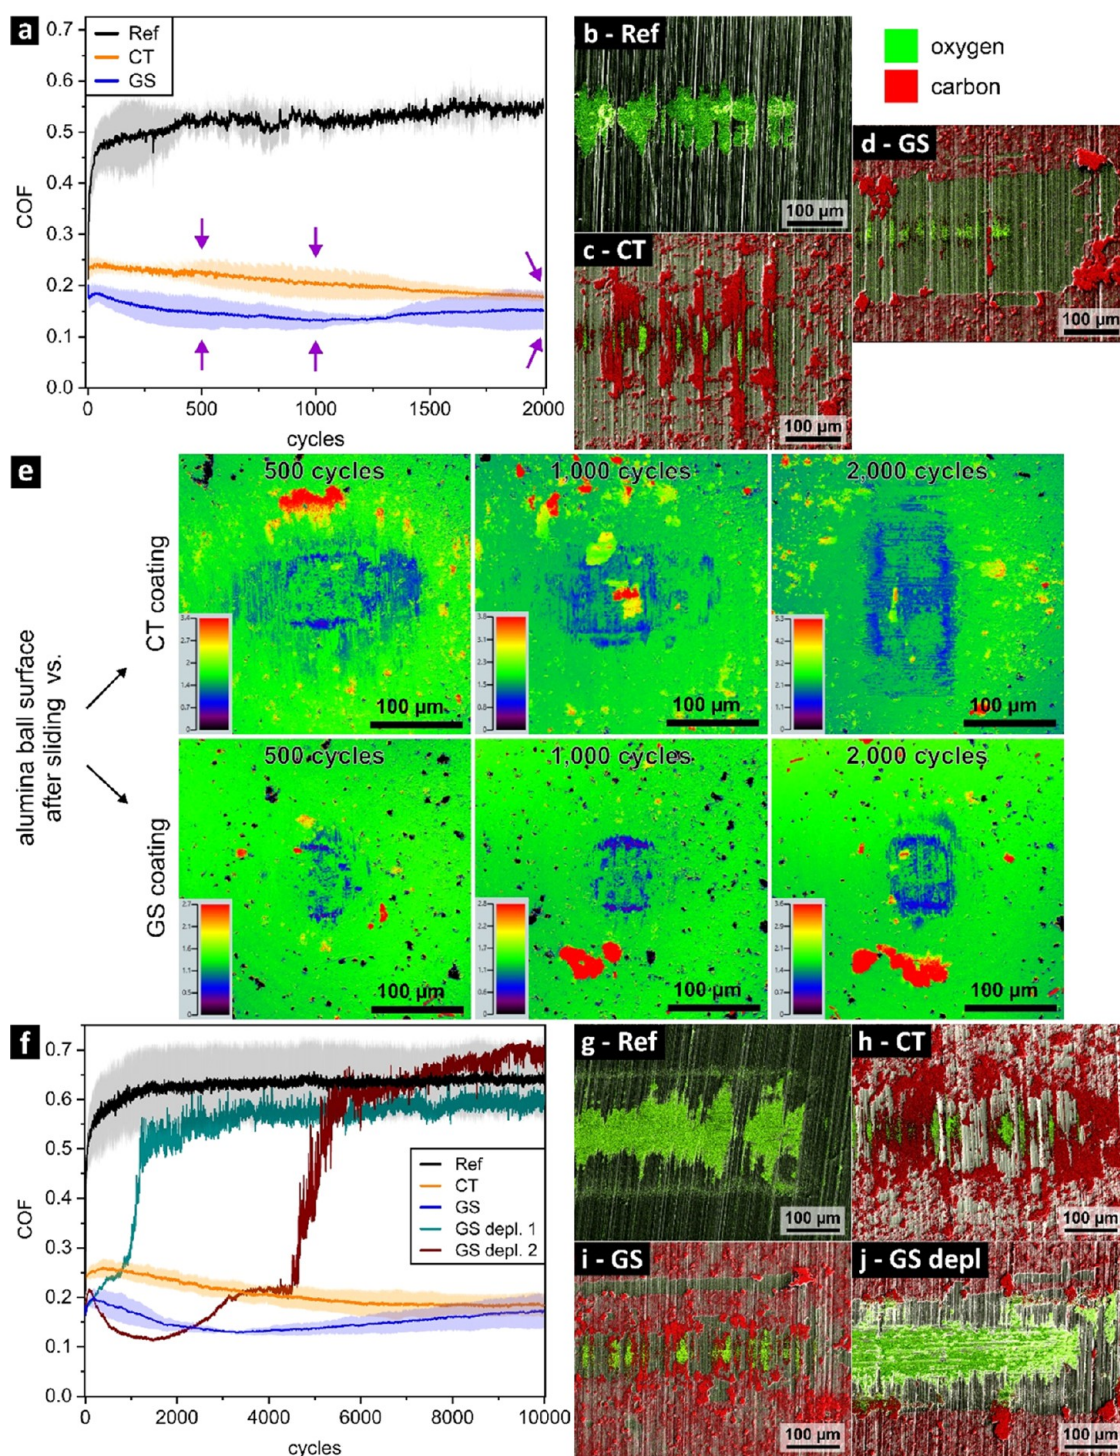 a
Ref
CT
GS
COF
0.7
0.6
0.5
0.4
0.3
0.2
0.1
0.0
0
500
1000
1500
2000
cycles
b - Ref
100 µm
oxygen
carbon
c - CT
100 µm
d - GS
100 µm
e
alumina ball surface
after sliding vs.
CT coating
500 cycles
100 µm
1,000 cycles
100 µm
2,000 cycles
100 µm
GS coating
500 cycles
100 µm
1,000 cycles
100 µm
2,000 cycles
100 µm
f
COF
0.7
0.6
0.5
0.4
0.3
0.2
0.1
0.0
Ref
CT
GS
GS depl. 1
GS depl. 2
0
2000
4000
6000
8000
10000
cycles
g - Ref
100 µm
h - CT
100 µm
i - GS
100 µm
j - GS depl
100 µm